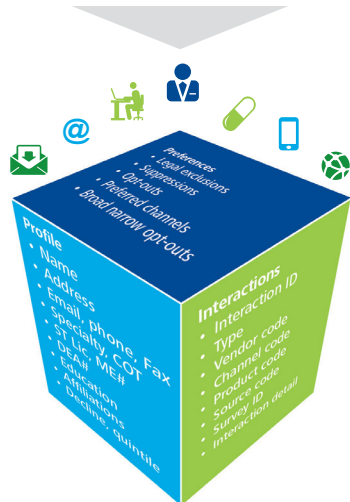 @
Preferences
• Legal exclusions
• Suppressions
• Opt-outs
• Preferred channels
• Broad narrow opt-outs
Profile
• Name
• Address
• Email, phone, Fax
• Specialty, COT
• ST Lic, ME#
• DEA#
• Education
• Affiliations
• Decline, quintile
Interactions
• Interaction ID
• Type
• Vendor code
• Channel code
• Product code
• Source code
• Survey ID
• Interaction detail